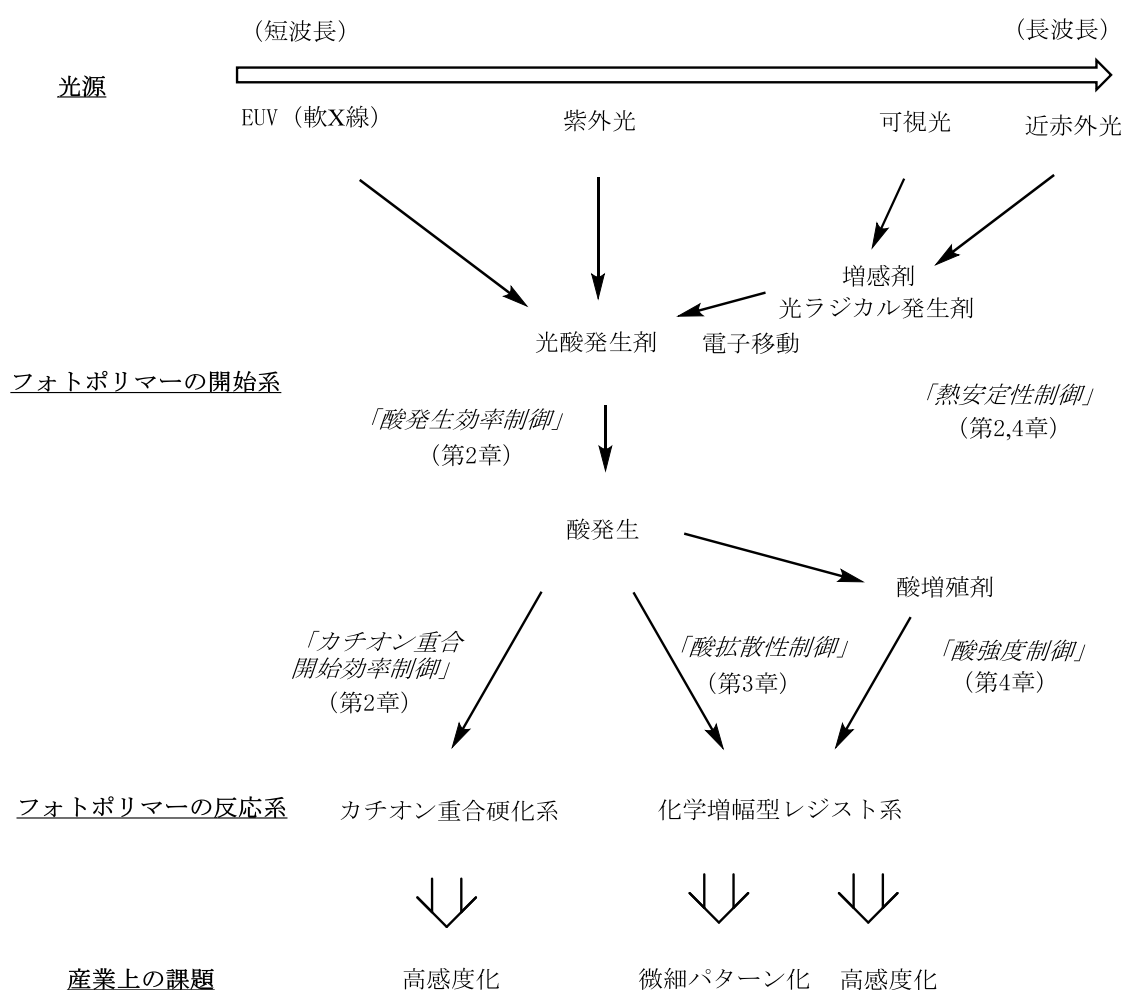 （短波長）
（長波長）
光源
EUV（軟X線）
紫外光
可視光
近赤外光
増感剤
光ラジカル発生剤
光酸発生剤
電子移動
フォトポリマーの開始系
「熱安定性制御」
（第2,4章）
「酸発生効率制御」
（第2章）
酸発生
酸増殖剤
「カチオン重合
開始効率制御」
（第2章）
「酸拡散性制御」
（第3章）
「酸強度制御」
（第4章）
フォトポリマーの反応系
カチオン重合硬化系
化学増幅型レジスト系
産業上の課題
高感度化
微細パターン化
高感度化